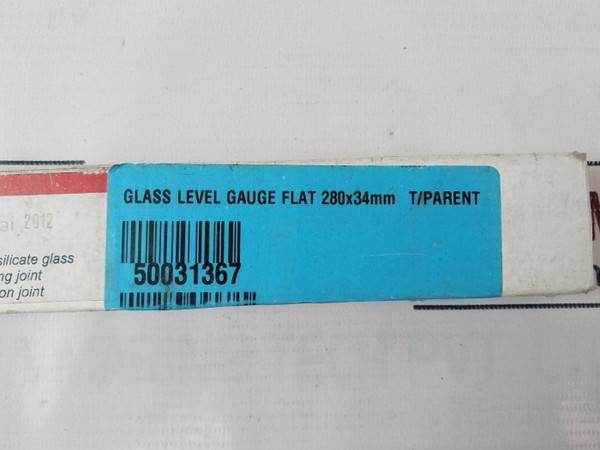 GLASS LEVEL GAUGE FLAT 280x34mm T/PARENT
ai 2012
50031367
silicate glass
ng joint
on joint